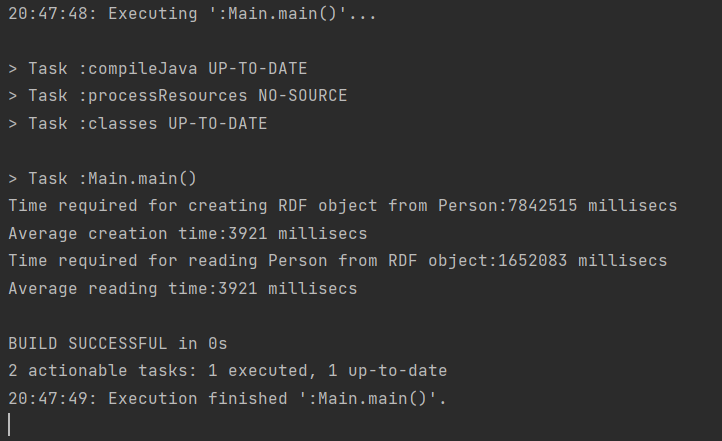 20:47:48: Executing ':Main.main()'...
> Task :compileJava UP-TO-DATE
> Task :processResources NO-SOURCE
> Task :classes UP-TO-DATE
> Task :Main.main()
Time required for creating RDF object from Person:7842515 millisecs
Average creation time:3921 millisecs
Time required for reading Person from RDF object:1652083 millisecs
Average reading time:3921 millisecs
BUILD SUCCESSFUL in 0s
2 actionable tasks: 1 executed, 1 up-to-date
20:47:49: Execution finished ':Main.main()'.